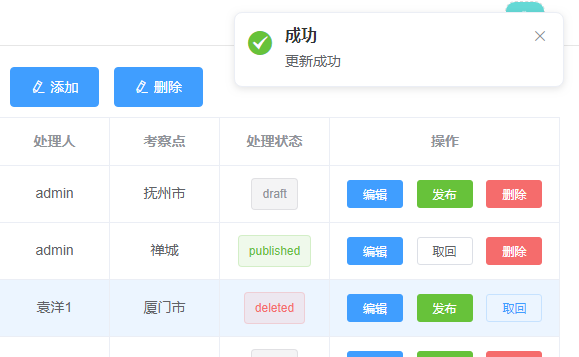 成功
更新成功
添加 删除
处理人 考察点 处理状态 操作
admin 抚州市 draft 编辑 发布 删除
admin 禅城 published 编辑 取回 删除
袁洋1 厦门市 deleted 编辑 发布 取回